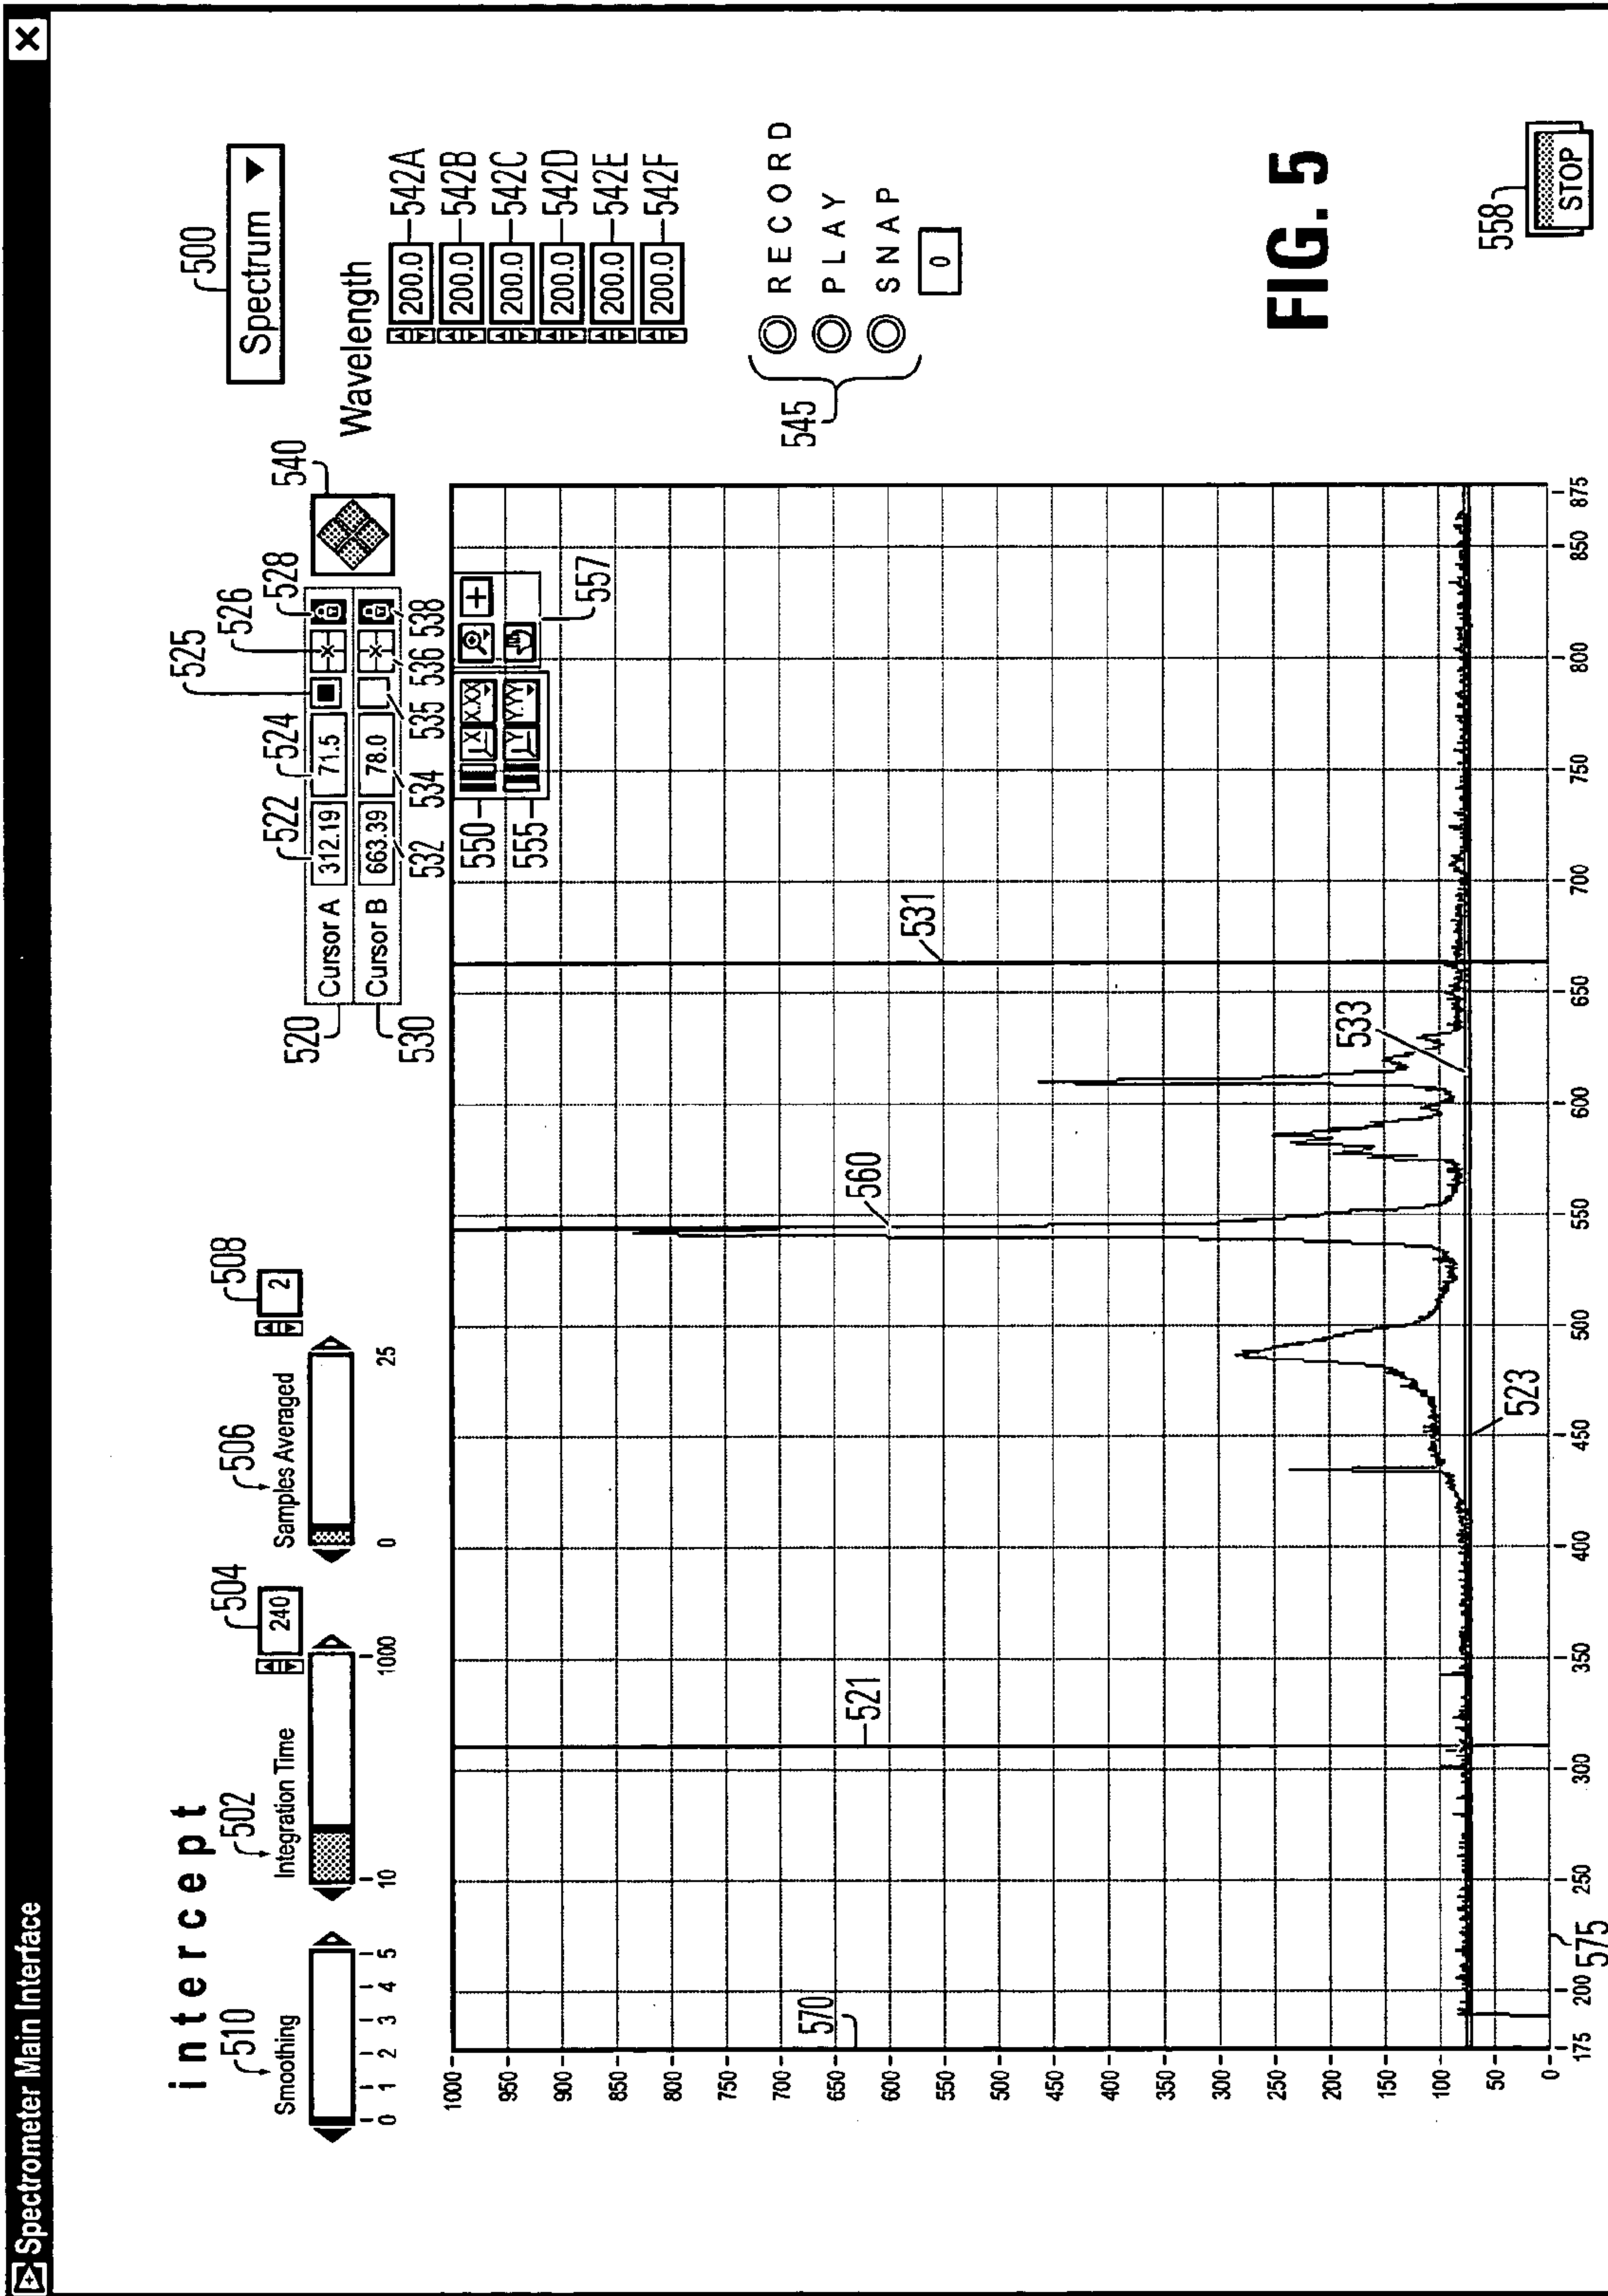 Spectrometer Main Interface
intercept
510
Smoothing
0 1 2 3 4 5
502
Integration Time
10 1000
504
240
506
Samples Averaged
0 25
508
2
500
Spectrum
520
Cursor A 312.19 71.5
522 524 525 526 528
530
Cursor B 663.39 78.0
532 534 535 536 538
540
Wavelength
200.0 542A
200.0 542B
200.0 542C
200.0 542D
200.0 542E
200.0 542F
545
RECORD
PLAY
SNAP
0
550 X X.XX
555 Y Y.YY
557
1000
950
900
850
800
750
700
650
600
550
500
450
400
350
300
250
200
150
100
50
0
570
521
560
531
533
523
175 200 250 300 350 400 450 500 550 600 650 700 750 800 850 875
575
FIG. 5
558
STOP